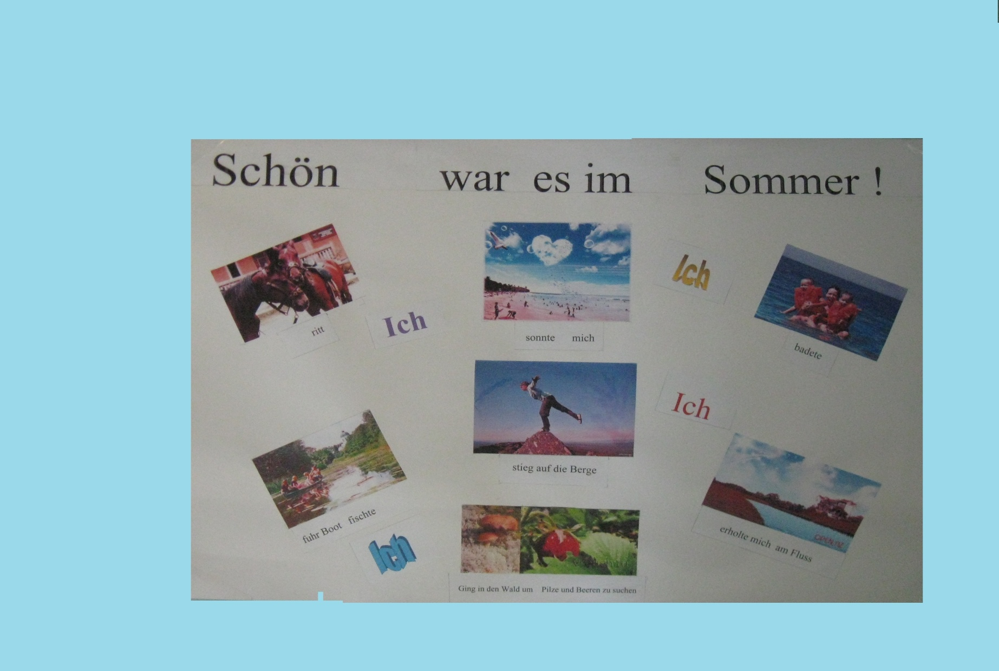 Schön war es im Sommer !
ritt
Ich
sonnte mich
Ich
badete
stieg auf die Berge
Ich
fuhr Boot fischte
Ich
erholte mich am Fluss
Ging in den Wald um Pilze und Beeren zu suchen